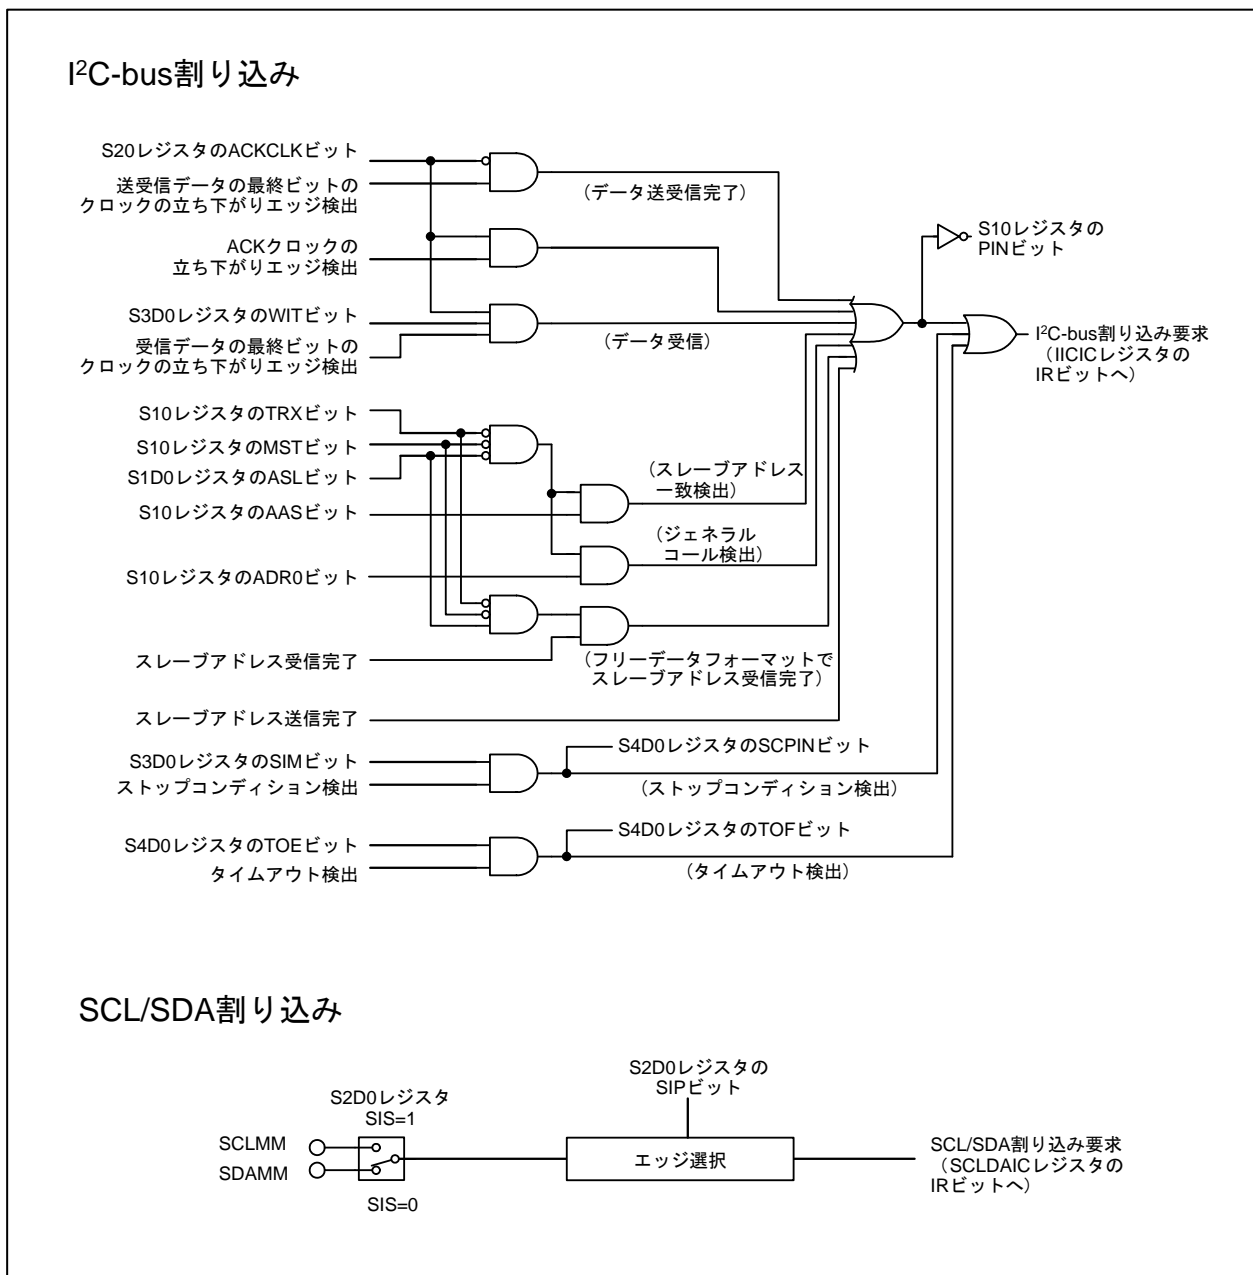 I²C-bus割り込み
S20レジスタのACKCLKビット
送受信データの最終ビットの
クロックの立ち下がりエッジ検出
(データ送受信完了)
ACKクロックの
立ち下がりエッジ検出
S10レジスタの
PINビット
S3D0レジスタのWITビット
受信データの最終ビットの
クロックの立ち下がりエッジ検出
(データ受信)
I²C-bus割り込み要求
(IICICレジスタの
IRビットへ)
S10レジスタのTRXビット
S10レジスタのMSTビット
S1D0レジスタのASLビット
S10レジスタのAASビット
(スレーブアドレス
一致検出)
(ジェネラル
コール検出)
S10レジスタのADR0ビット
スレーブアドレス受信完了
(フリーデータフォーマットで
スレーブアドレス受信完了)
スレーブアドレス送信完了
S3D0レジスタのSIMビット
ストップコンディション検出
S4D0レジスタのSCPINビット
(ストップコンディション検出)
S4D0レジスタのTOEビット
タイムアウト検出
S4D0レジスタのTOFビット
(タイムアウト検出)
SCL/SDA割り込み
S2D0レジスタ
SIS=1
SCLMM
SDAMM
SIS=0
S2D0レジスタの
SIPビット
エッジ選択
SCL/SDA割り込み要求
(SCLDAICレジスタの
IRビットへ)